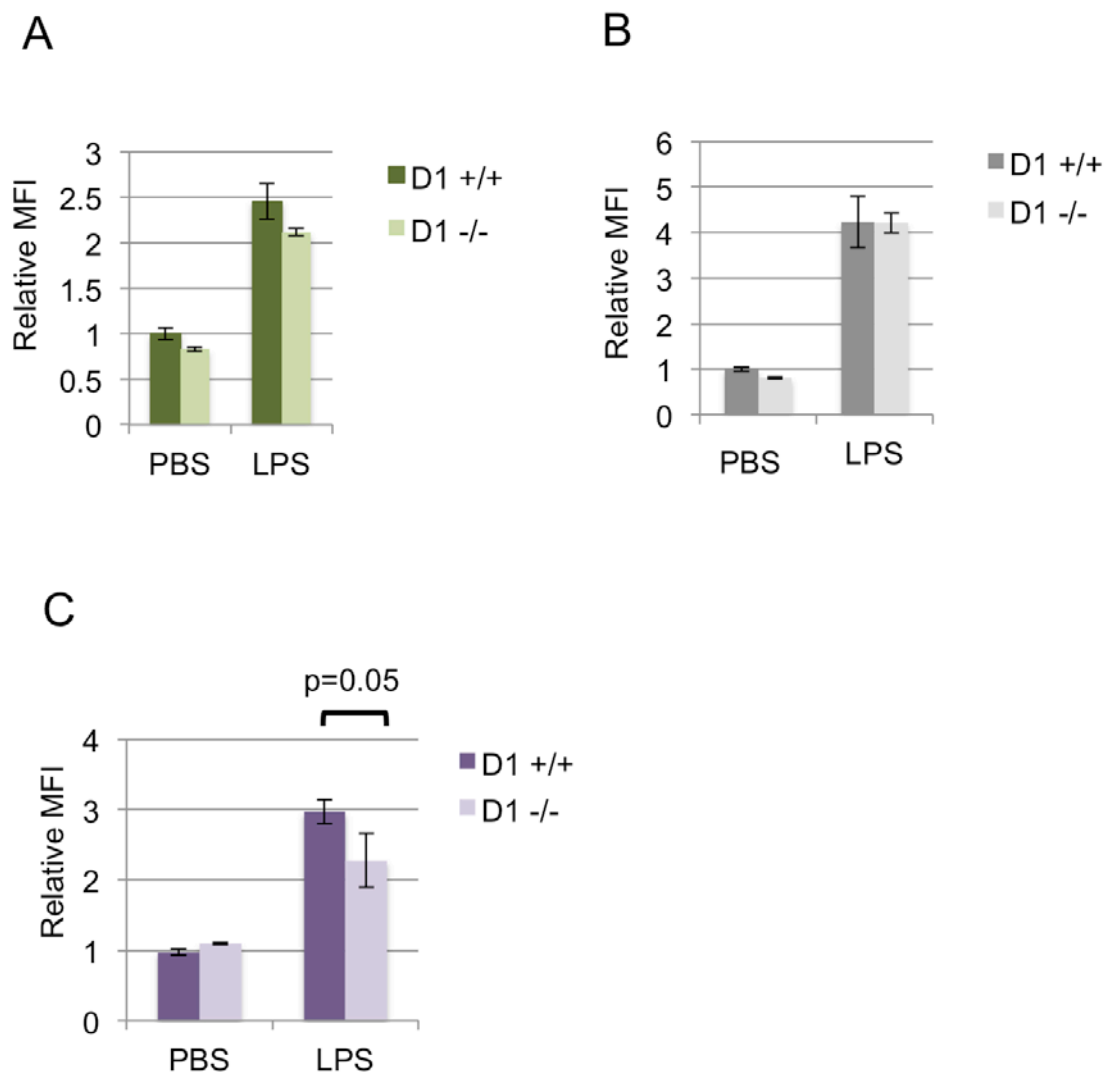 A
Relative MFI
3
2.5
2
1.5
1
0.5
0
PBS
LPS
D1 +/+
D1 -/-
B
Relative MFI
6
5
4
3
2
1
0
PBS
LPS
D1 +/+
D1 -/-
C
p=0.05
Relative MFI
4
3
2
1
0
PBS
LPS
D1 +/+
D1 -/-